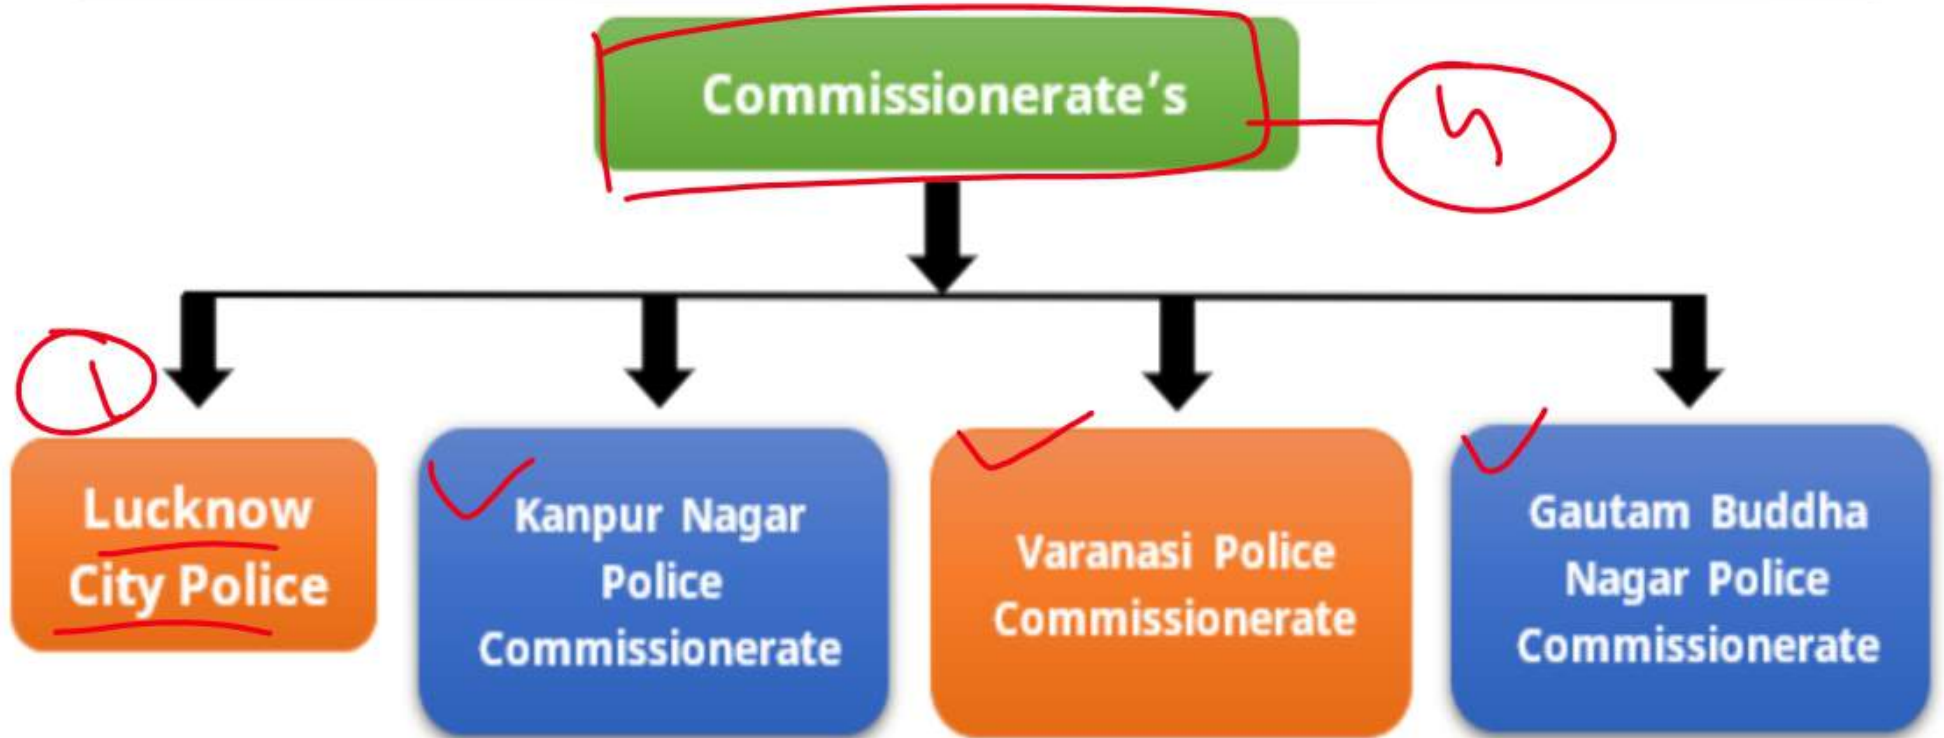 Commissionerate’s
4
1
Lucknow
City Police
Kanpur Nagar
Police
Commissionerate
Varanasi Police
Commissionerate
Gautam Buddha
Nagar Police
Commissionerate